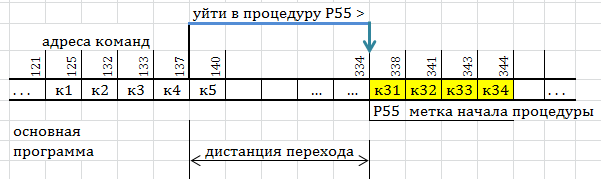 уйти в процедуру P55 >
адреса команд
121 125 132 133 137 140 334 338 341 343 344
. . . к1 к2 к3 к4 к5 ... ... к31 к32 к33 к34 . . .
P55 метка начала процедуры
основная
программа
дистанция перехода